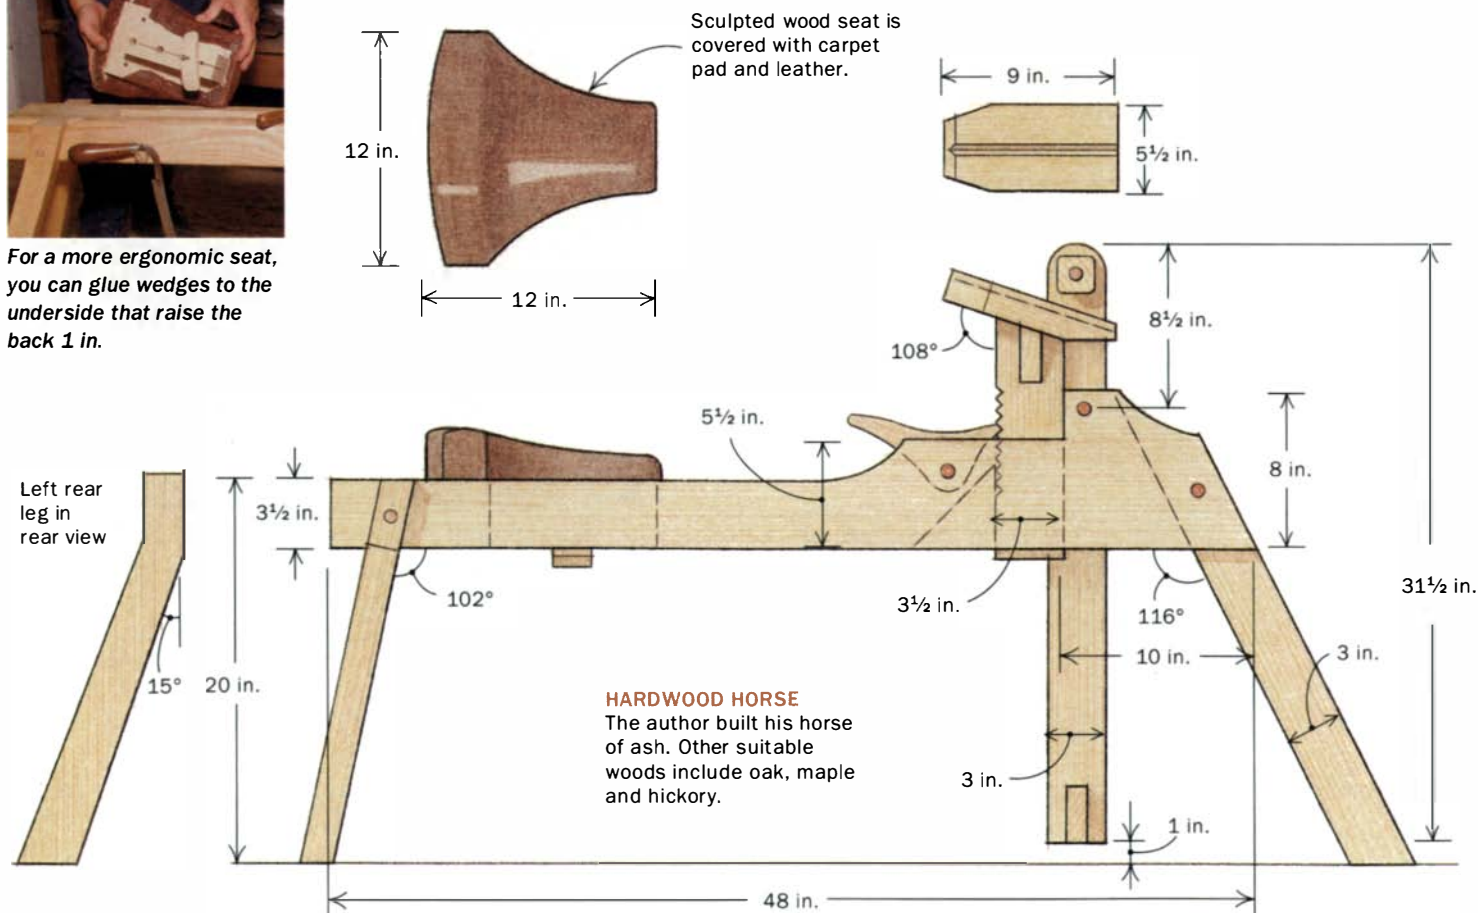 Sculpted wood seat is
covered with carpet
pad and leather.
9 in.
12 in.
5½ in.
For a more ergonomic seat,
you can glue wedges to the
underside that raise the
back 1 in.
12 in.
8½ in.
108°
5½ in.
8 in.
Left rear
leg in
rear view
3½ in.
102°
3½ in.
116°
31½ in.
15°
20 in.
10 in.
3 in.
HARDWOOD HORSE
The author built his horse
of ash. Other suitable
woods include oak, maple
and hickory.
3 in.
1 in.
48 in.